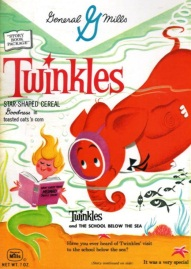 General G Mills
"STORY
BOOK
PACKAGE"
Twinkles
STAR-SHAPED CEREAL
Goodness 'n
toasted oats 'n corn
Twinkles
and THE SCHOOL BELOW THE SEA
Have you ever heard of Twinkles' visit
to the school below the sea?
It was a very special
NET WT. 7 OZ.